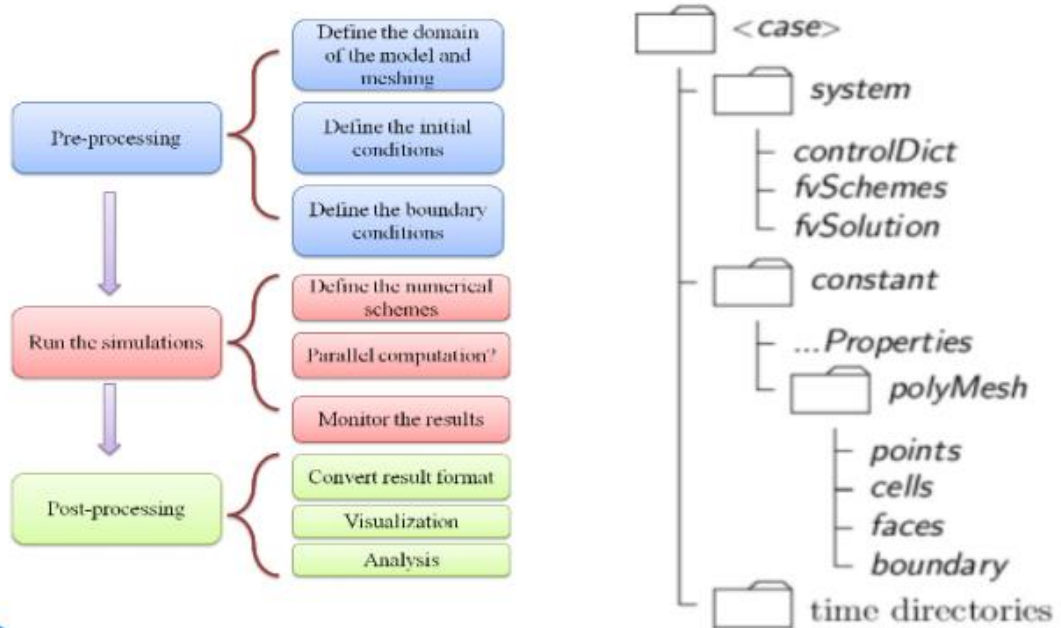 Pre-processing
Define the domain
of the model and
meshing
Define the initial
conditions
Define the boundary
conditions
Run the simulations
Define the numerical
schemes
Parallel computation?
Monitor the results
Post-processing
Convert result format
Visualization
Analysis
<case>
system
controlDict
fvSchemes
fvSolution
constant
...Properties
polyMesh
points
cells
faces
boundary
time directories